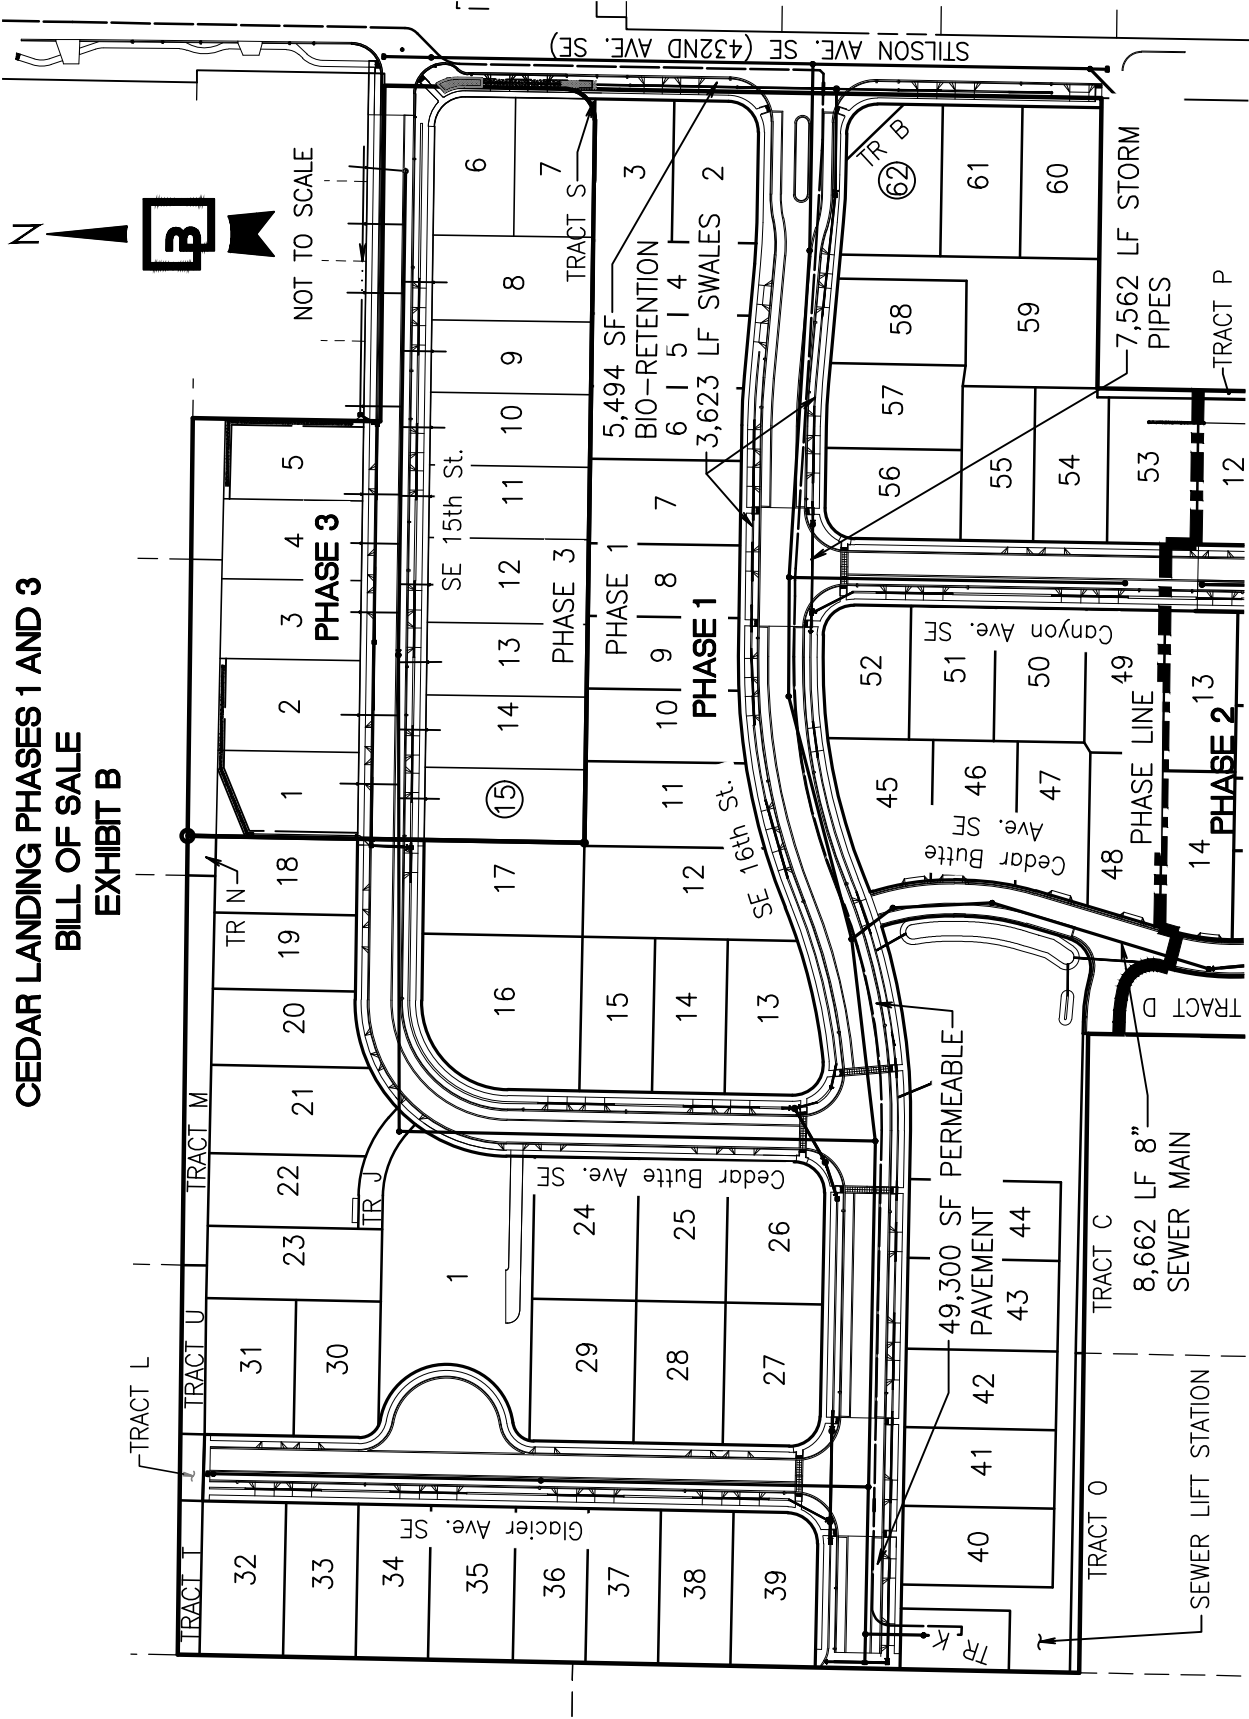 CEDAR LANDING PHASES 1 AND 3
BILL OF SALE
EXHIBIT B
N
NOT TO SCALE
STILSON AVE. SE (432ND AVE. SE)
TRACT L
TRACT T
TRACT U
TRACT M
TR N
1
2
3
4
5
PHASE 3
SE 15th St.
6
7
8
9
10
11
12
13
14
15
16
17
18
19
20
21
22
23
TR J
1
30
31
TRACT S
5,494 SF
BIO-RETENTION
3,623 LF SWALES
PHASE 3
PHASE 1
2
3
4
5
6
7
8
9
10
11
12
13
14
15
PHASE 1
SE 16th St.
Cedar Butte Ave. SE
24
25
26
27
28
29
Glacier Ave. SE
32
33
34
35
36
37
38
39
40
41
42
43
44
TR K
49,300 SF PERMEABLE
PAVEMENT
Cedar Butte
Ave. SE
45
46
47
48
49
50
51
52
Canyon Ave. SE
53
54
55
56
57
58
59
60
61
62
TR B
7,562 LF STORM
PIPES
TRACT P
12
13
14
PHASE LINE
PHASE 2
TRACT D
TRACT C
8,662 LF 8”
SEWER MAIN
TRACT O
SEWER LIFT STATION